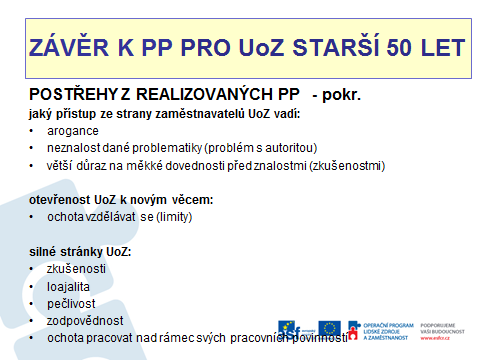 ZÁVĚR K PP PRO UoZ STARŠÍ 50 LET
POSTŘEHY Z REALIZOVANÝCH PP - pokr.
jaký přístup ze strany zaměstnavatelů UoZ vadí:
• arogance
• neznalost dané problematiky (problém s autoritou)
• větší důraz na měkké dovednosti před znalostmi (zkušenostmi)
otevřenost UoZ k novým věcem:
• ochota vzdělávat se (limity)
silné stránky UoZ:
• zkušenosti
• loajalita
• pečlivost
• zodpovědnost
• ochota pracovat nad rámec svých pracovních povinností
esf
OPERAČNÍ PROGRAM
LIDSKÉ ZDROJE
A ZAMĚSTNANOST
PODPORUJEME
VAŠI BUDOUCNOST
www.esfcr.cz